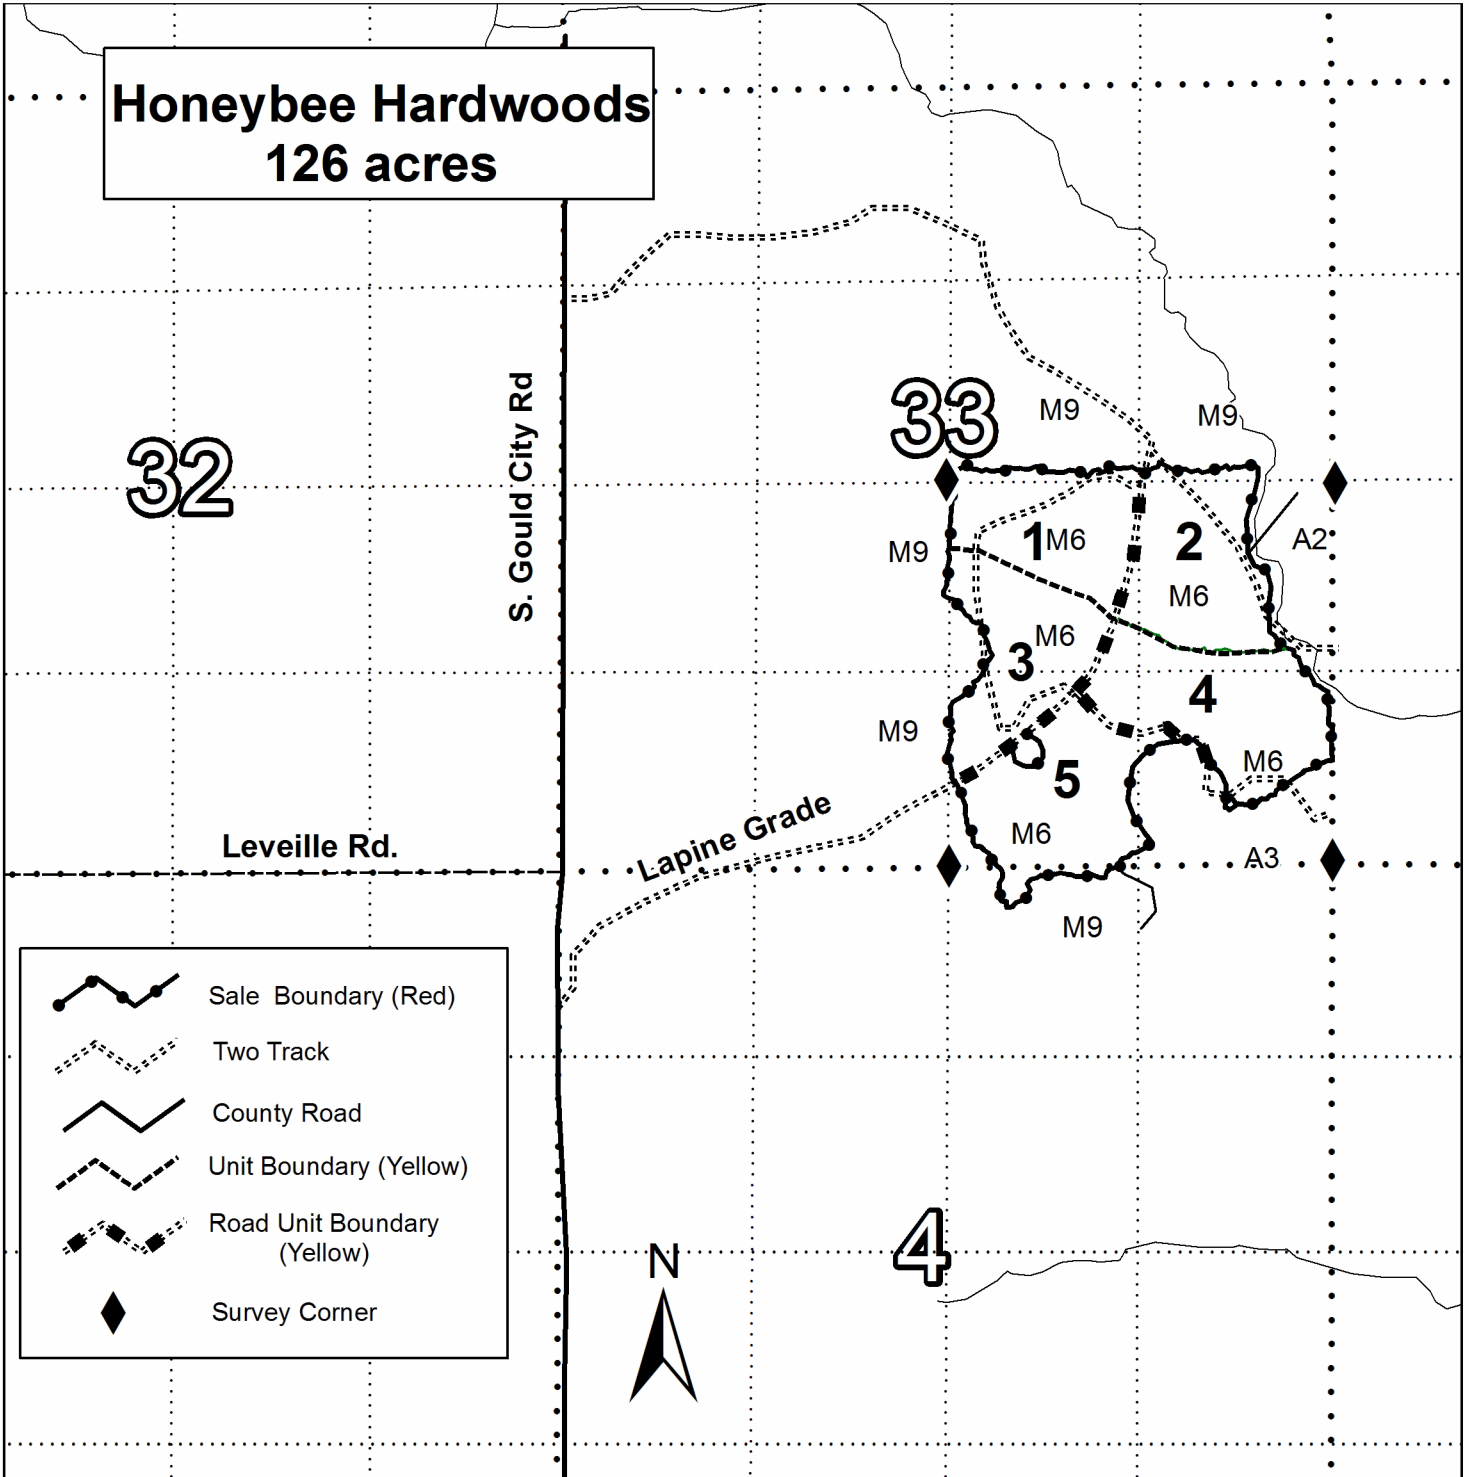 Honeybee Hardwoods
126 acres
S. Gould City Rd
32
33
M9
M9
M9
1
M6
2
M6
A2
M6
3
4
M9
M6
5
M6
Lapine Grade
Leveille Rd.
A3
M9
Sale Boundary (Red)
Two Track
County Road
Unit Boundary (Yellow)
Road Unit Boundary
(Yellow)
Survey Corner
N
4